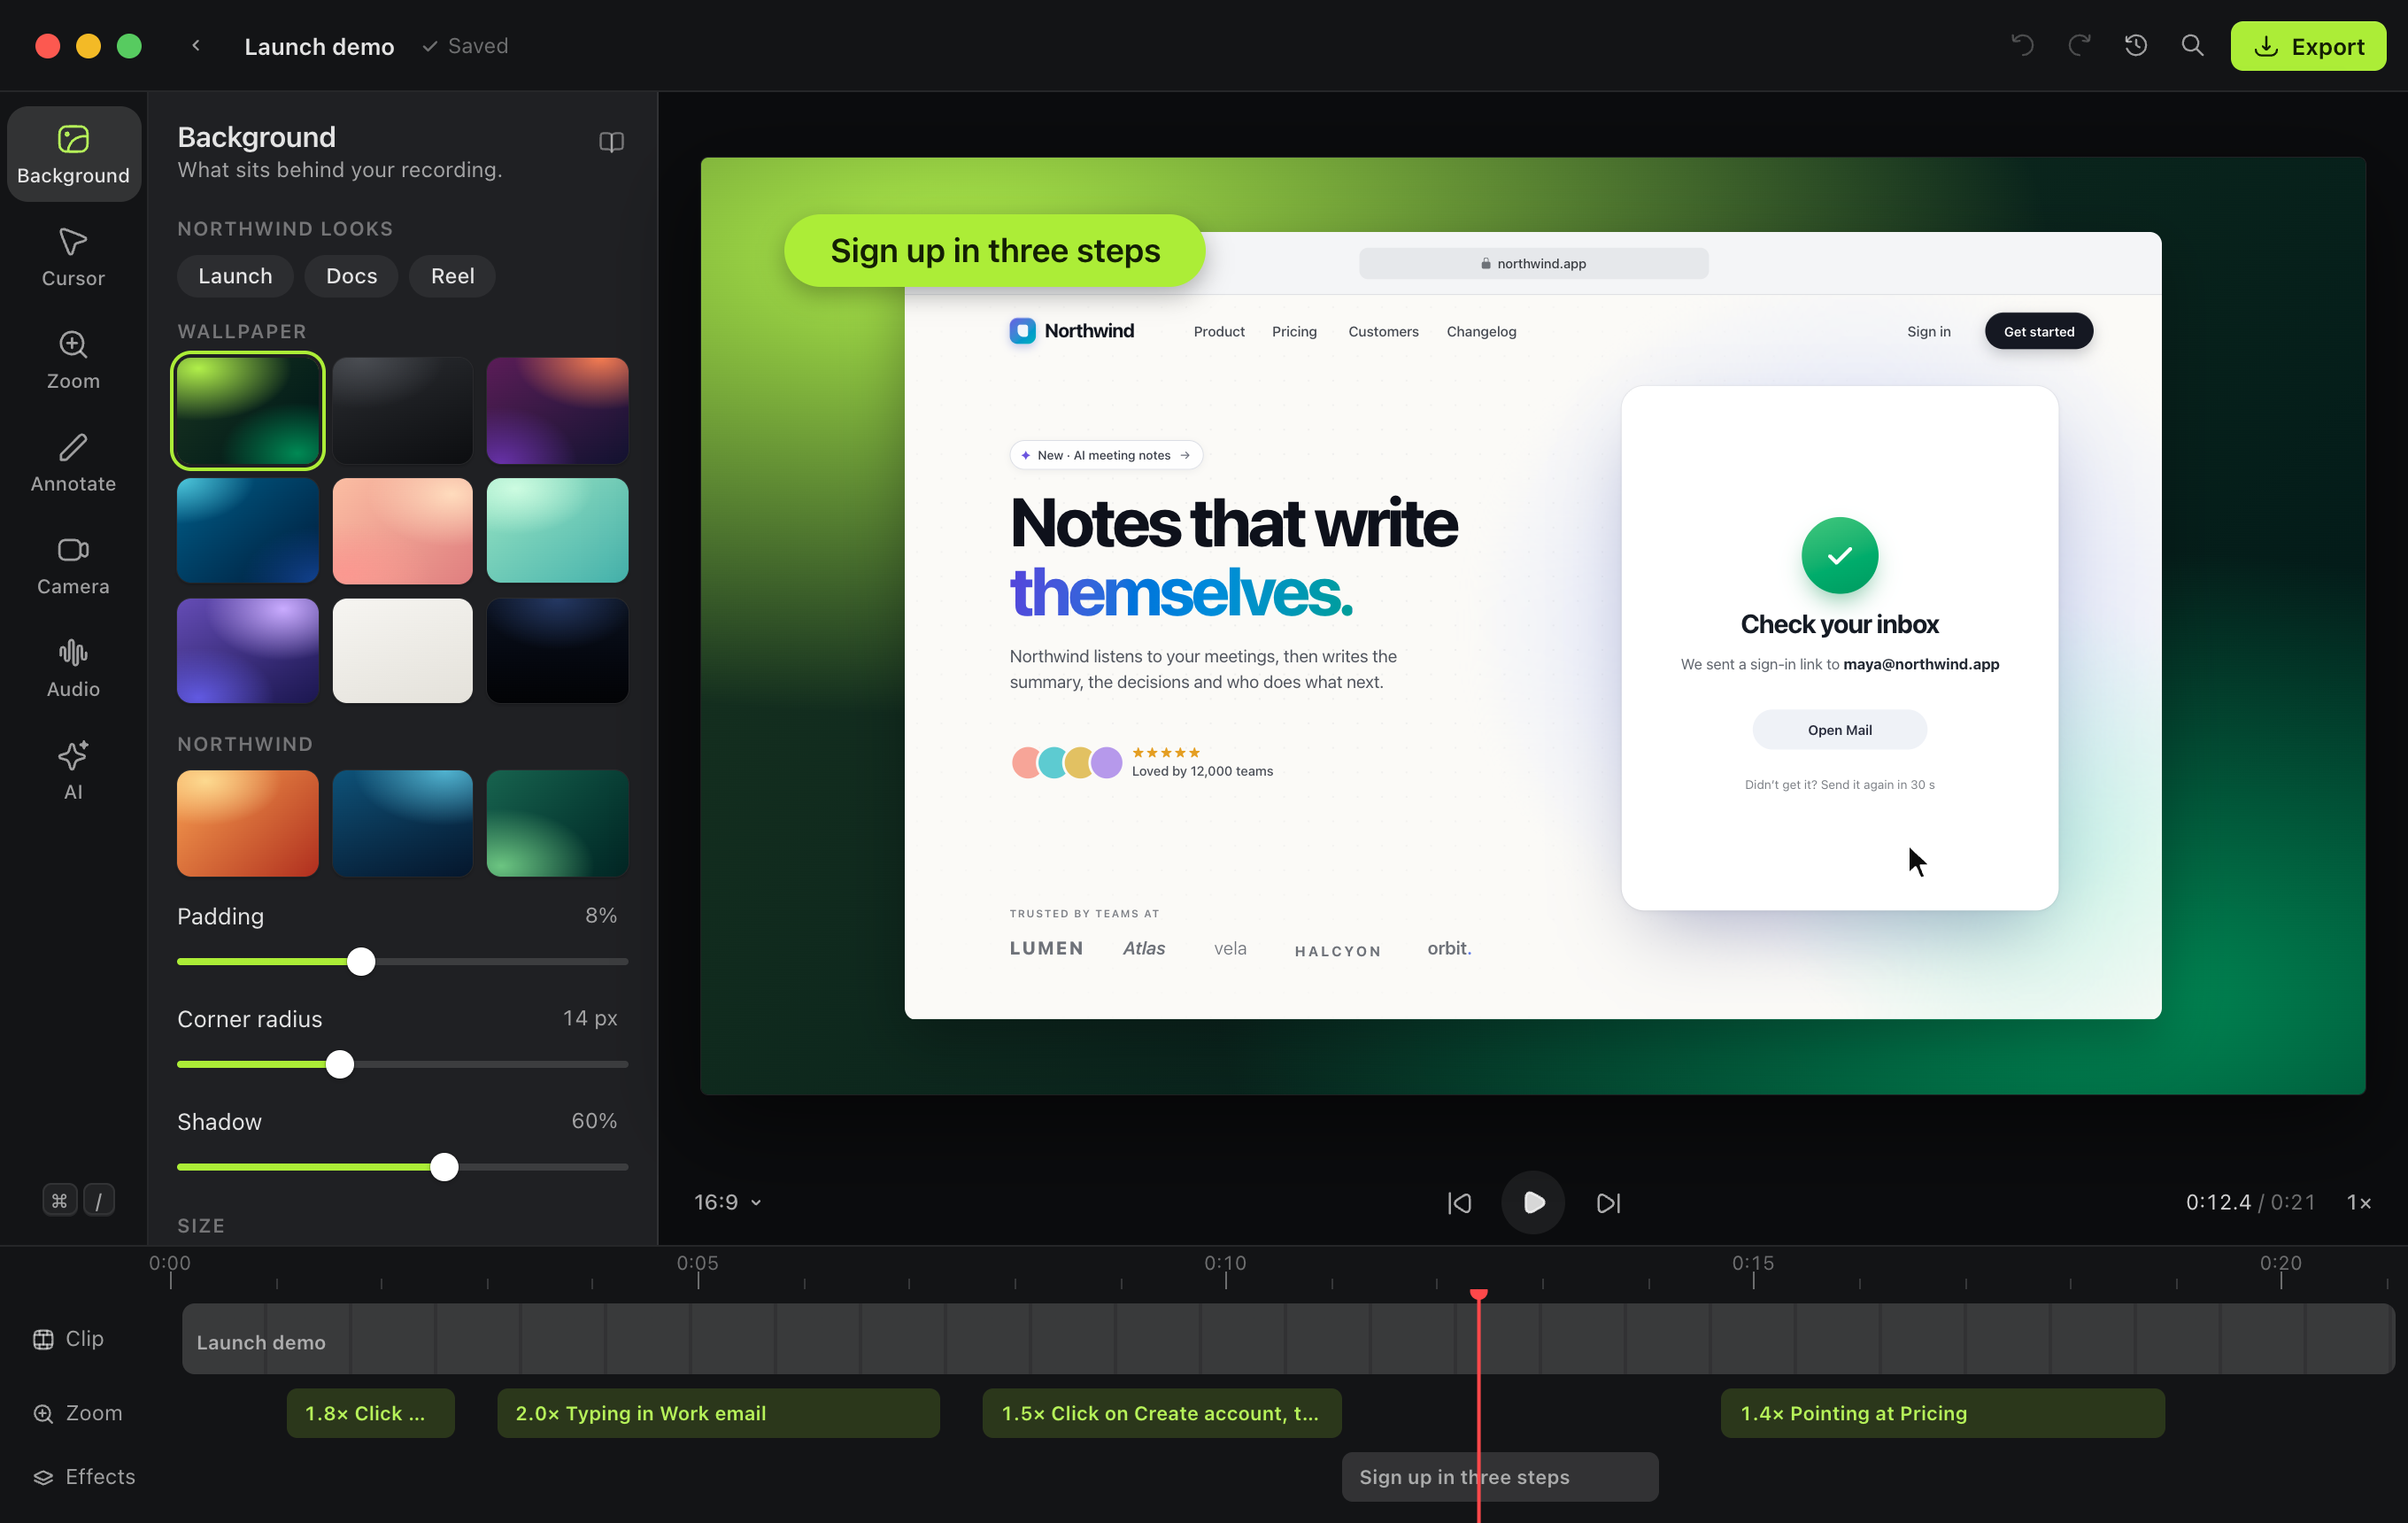 Launch demo
Saved
Export
Background
Cursor
Zoom
Annotate
Camera
Audio
AI
⌘ /
Background
What sits behind your recording.
NORTHWIND LOOKS
Launch Docs Reel
WALLPAPER
NORTHWIND
Padding 8%
Corner radius 14 px
Shadow 60%
SIZE
Sign up in three steps
northwind.app
Northwind Product Pricing Customers Changelog Sign in Get started
New · AI meeting notes →
Notes that write
themselves.
Northwind listens to your meetings, then writes the
summary, the decisions and who does what next.
★★★★★
Loved by 12,000 teams
TRUSTED BY TEAMS AT
LUMEN Atlas vela HALCYON orbit.
Check your inbox
We sent a sign-in link to maya@northwind.app
Open Mail
Didn't get it? Send it again in 30 s
16:9
0:12.4 / 0:21 1×
0:00 0:05 0:10 0:15 0:20
Clip
Launch demo
Zoom
1.8× Click ...
2.0× Typing in Work email
1.5× Click on Create account, t...
1.4× Pointing at Pricing
Effects
Sign up in three steps